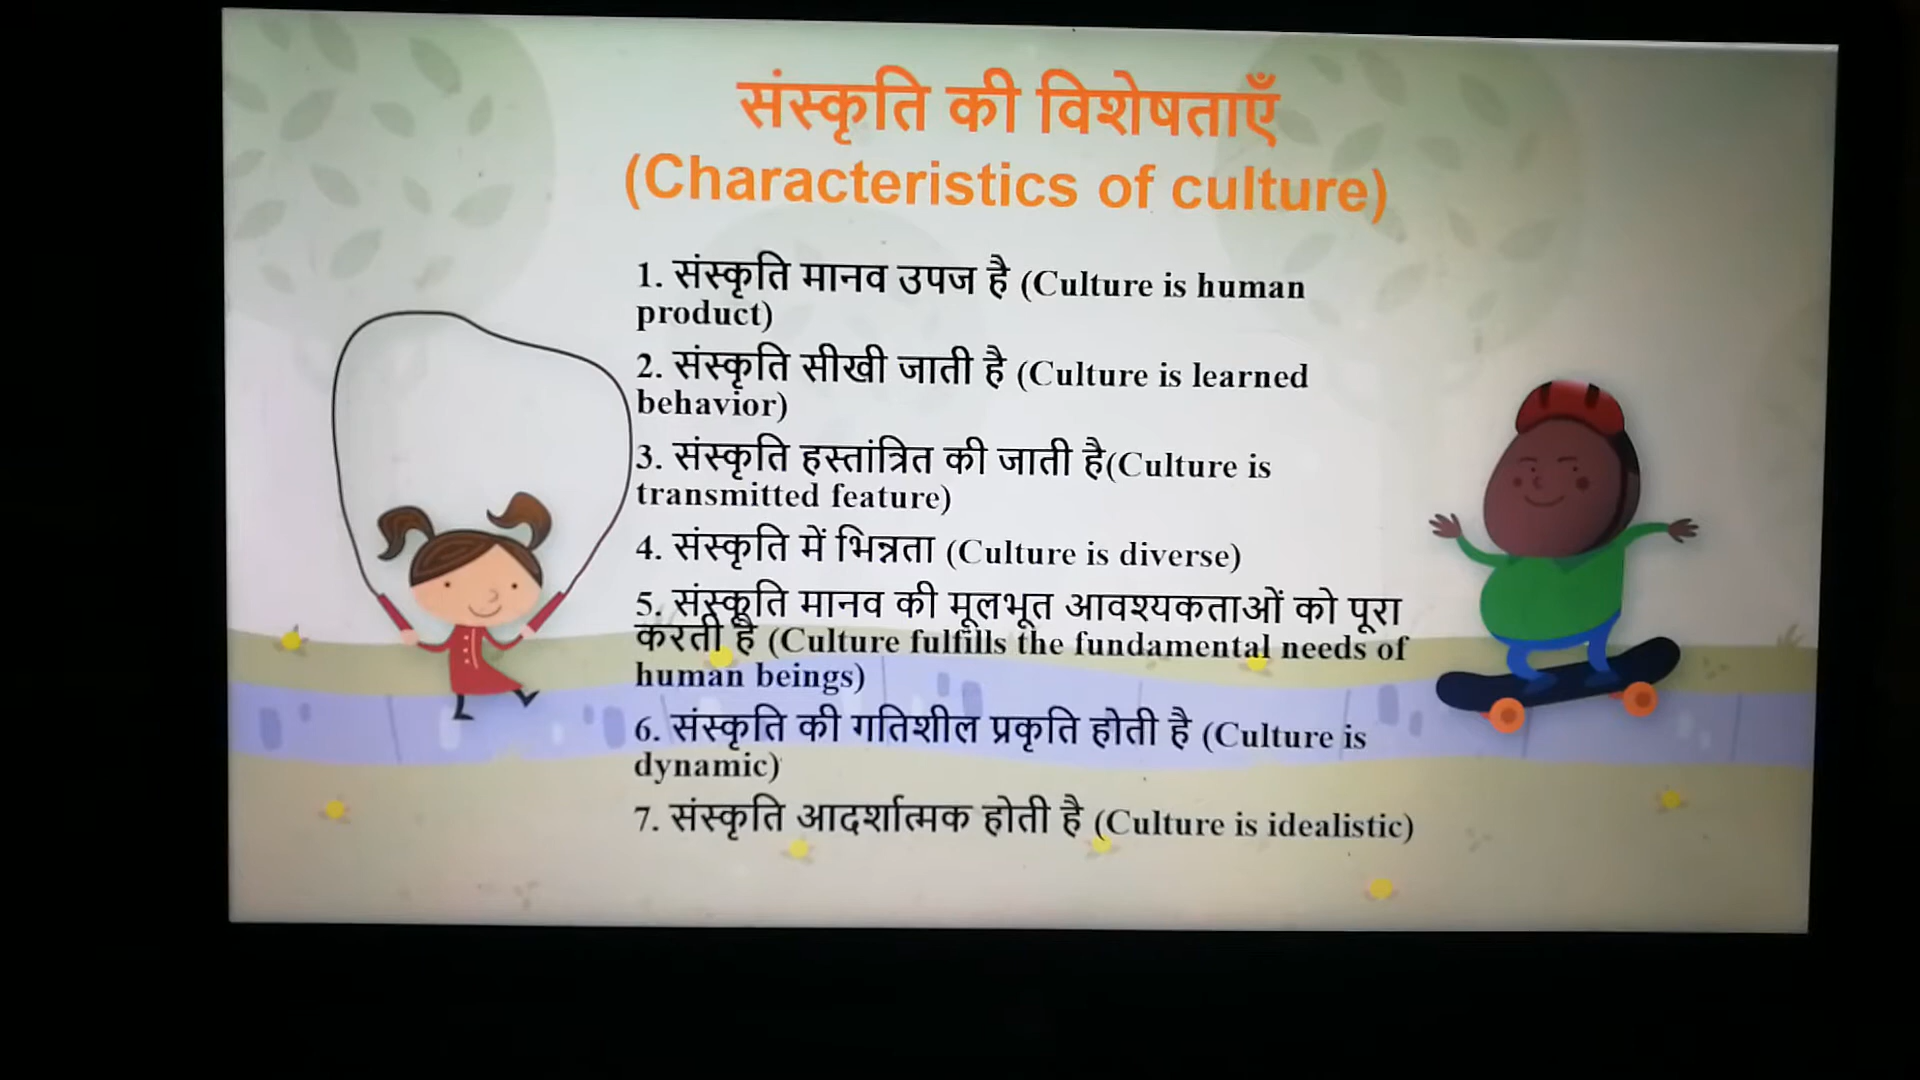 संस्कृति की विशेषताएँ
(Characteristics of culture)
1. संस्कृति मानव उपज है (Culture is human
product)
2. संस्कृति सीखी जाती है (Culture is learned
behavior)
3. संस्कृति हस्तांत्रित की जाती है(Culture is
transmitted feature)
4. संस्कृति में भिन्नता (Culture is diverse)
5. संस्कृति मानव की मूलभूत आवश्यकताओं को पूरा
करती है (Culture fulfills the fundamental needs of
human beings)
6. संस्कृति की गतिशील प्रकृति होती है (Culture is
dynamic)
7. संस्कृति आदर्शात्मक होती है (Culture is idealistic)